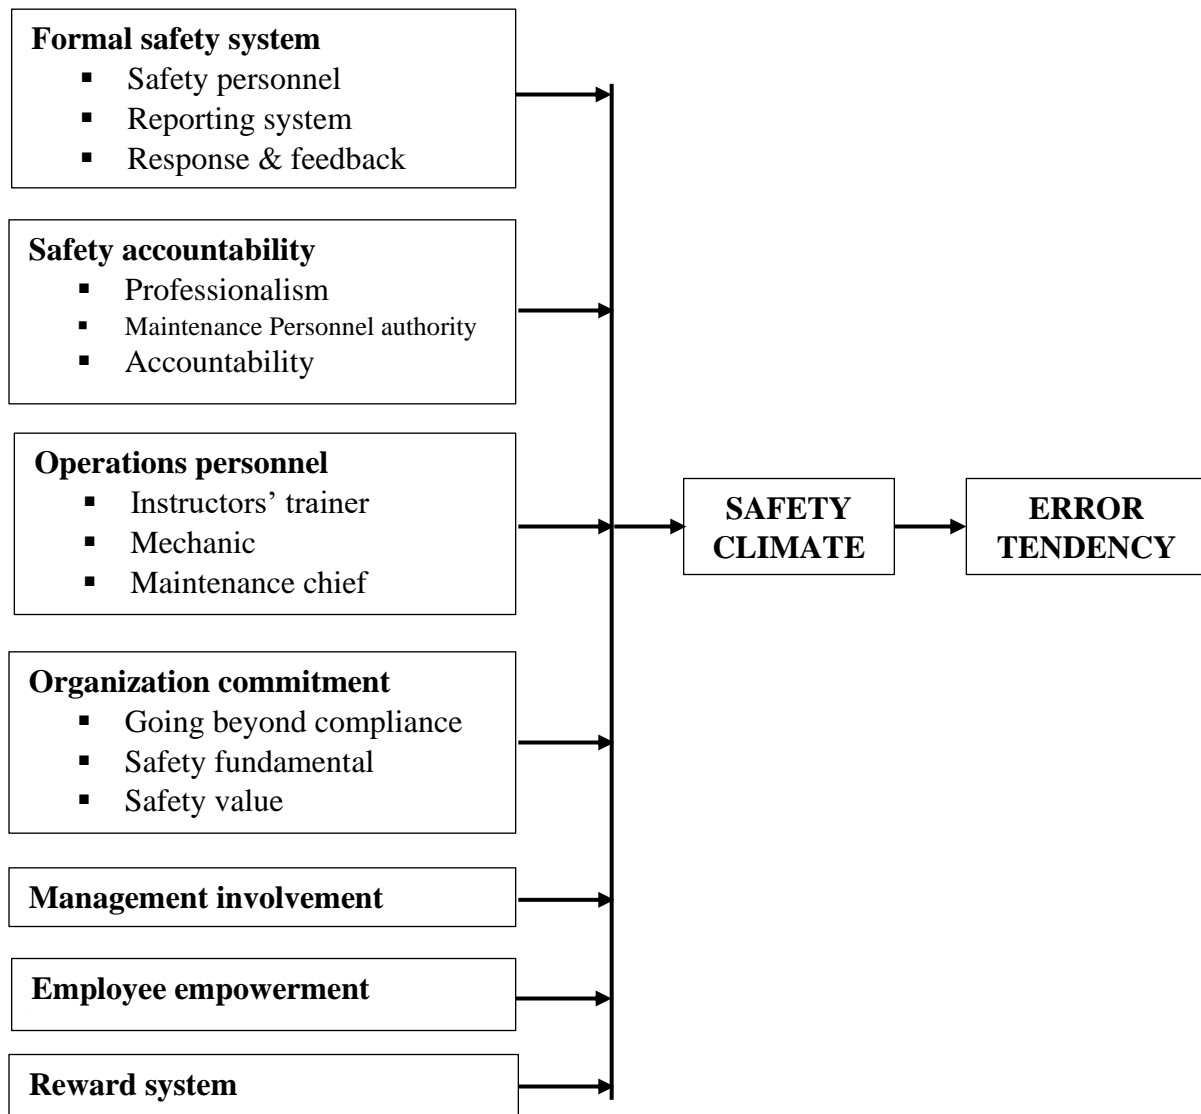 Formal safety system
▪ Safety personnel
▪ Reporting system
▪ Response & feedback
Safety accountability
▪ Professionalism
▪ Maintenance Personnel authority
▪ Accountability
Operations personnel
▪ Instructors’ trainer
▪ Mechanic
▪ Maintenance chief
Organization commitment
▪ Going beyond compliance
▪ Safety fundamental
▪ Safety value
Management involvement
Employee empowerment
Reward system
SAFETY
CLIMATE
ERROR
TENDENCY